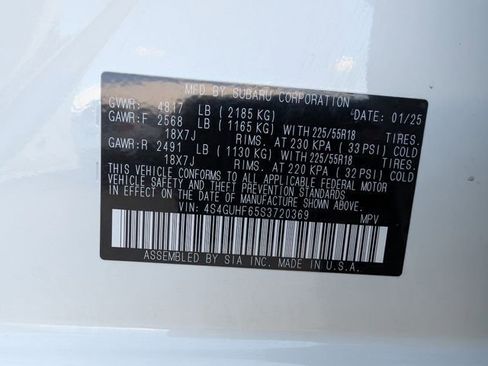 MFD BY SUBARU CORPORATION
GVWR: 4817 LB (2185 KG) DATE: 01/25
GAWR:F 2568 LB (1165 KG) WITH 225/55R18 TIRES.
18X7J RIMS. AT 230 KPA (33 PSI) COLD
GAWR:R 2491 LB (1130 KG) WITH 225/55R18 TIRES.
18X7J RIMS. AT 220 KPA (32 PSI) COLD
THIS VEHICLE CONFORMS TO ALL APPLICABLE FEDERAL MOTOR
VEHICLE SAFETY, BUMPER, AND THEFT PREVENTION STANDARDS
IN EFFECT ON THE DATE OF MANUFACTURE SHOWN ABOVE.
VIN: 4S4GUHF65S3720369 MPV
ASSEMBLED BY SIA INC. MADE IN U.S.A.